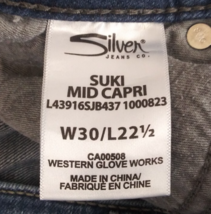 Silver
JEANS CO.
SUKI
MID CAPRI
L43916SJB437 1000823
W30/L22½
CA00508
WESTERN GLOVE WORKS
MADE IN CHINA/
FABRIQUÉ EN CHINE